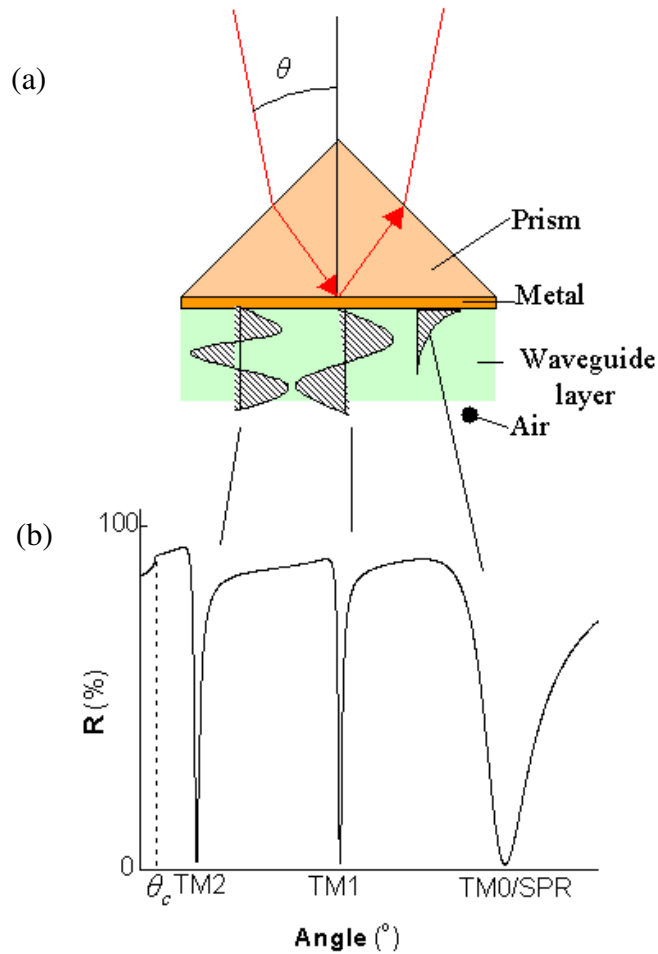 (a)
θ
Prism
Metal
Waveguide
layer
Air
(b)
100
R (%)
0
θc TM2 TM1 TM0/SPR
Angle (°)